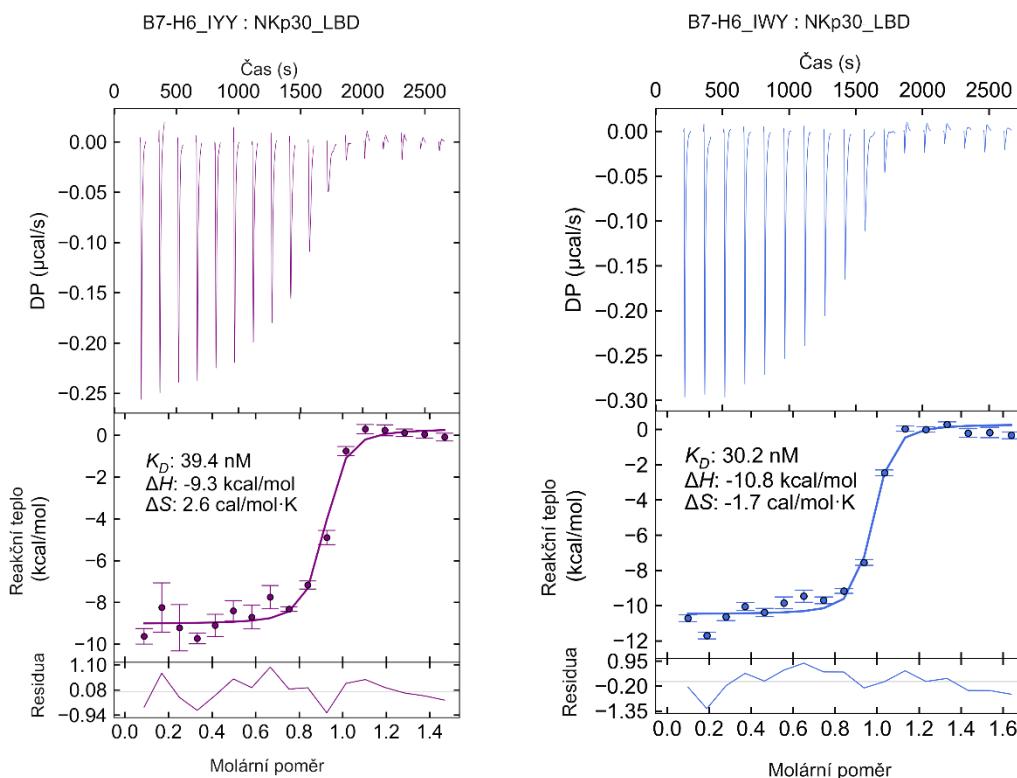 B7-H6_IYY : NKp30_LBD
Čas (s)
0 500 1000 1500 2000 2500
0.00
−0.05
−0.10
−0.15
−0.20
−0.25
DP (µcal/s)
0
−2
−4
−6
−8
−10
Reakční teplo
(kcal/mol)
K_D: 39.4 nM
ΔH: -9.3 kcal/mol
ΔS: 2.6 cal/mol·K
1.10
0.08
−0.94
Residua
0.0 0.2 0.4 0.6 0.8 1.0 1.2 1.4
Molární poměr
B7-H6_IWY : NKp30_LBD
Čas (s)
0 500 1000 1500 2000 2500
0.00
−0.05
−0.10
−0.15
−0.20
−0.25
−0.30
DP (µcal/s)
0
−2
−4
−6
−8
−10
−12
Reakční teplo
(kcal/mol)
K_D: 30.2 nM
ΔH: -10.8 kcal/mol
ΔS: -1.7 cal/mol·K
0.95
−0.20
−1.35
Residua
0.0 0.2 0.4 0.6 0.8 1.0 1.2 1.4 1.6
Molární poměr